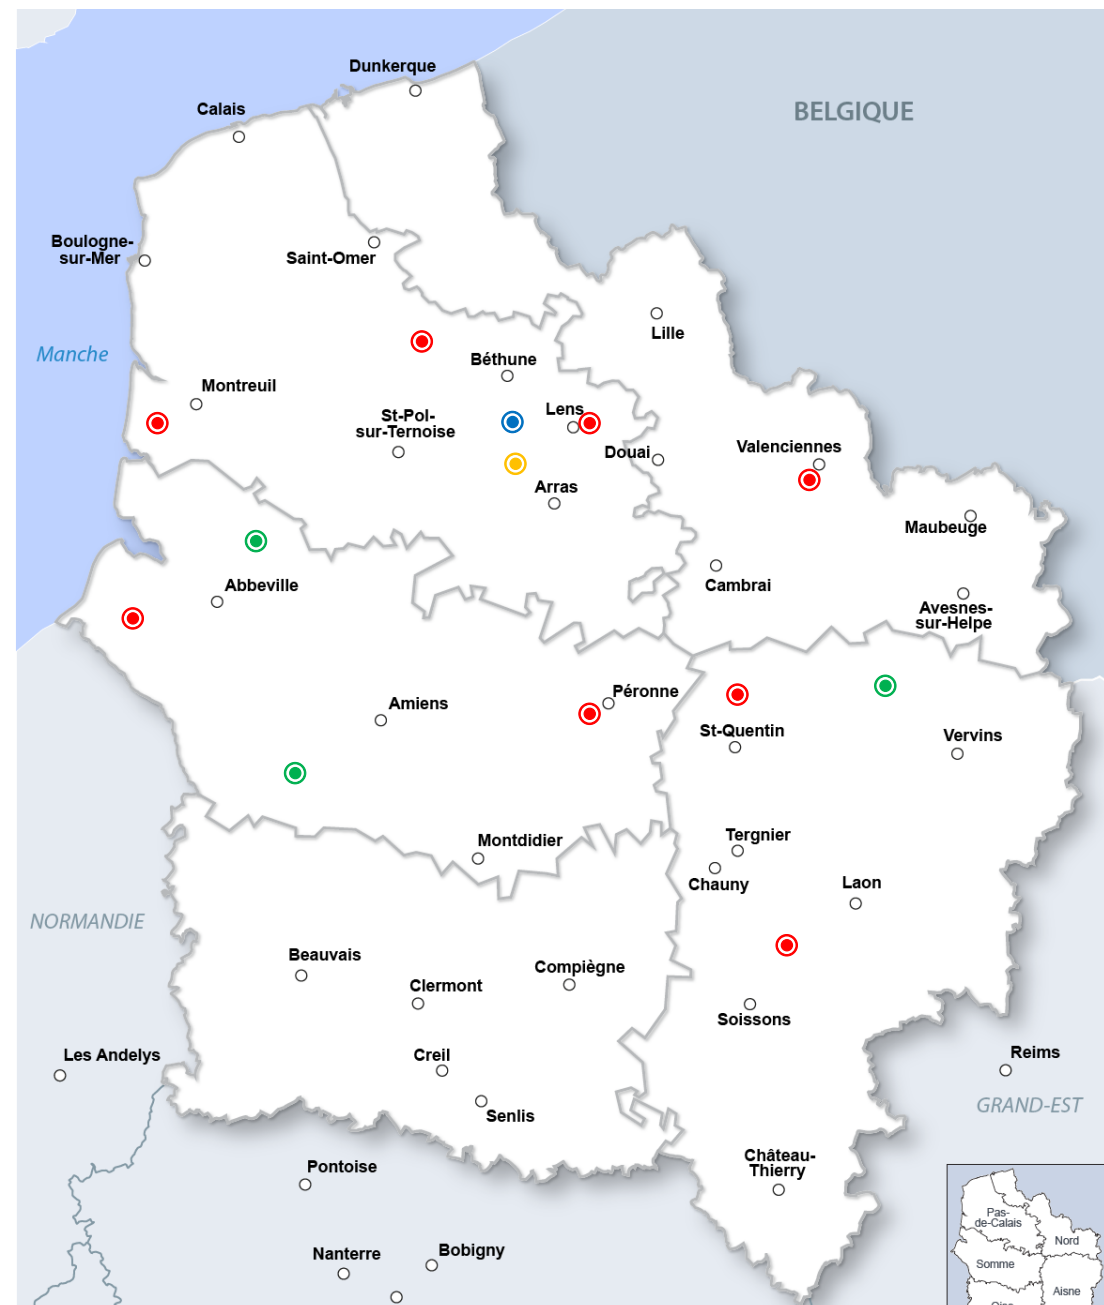 Dunkerque
BELGIQUE
Calais
Boulogne-
sur-Mer
Saint-Omer
Lille
Manche
Béthune
Montreuil
St-Pol-
sur-Ternoise
Lens
Douai
Valenciennes
Arras
Maubeuge
Cambrai
Abbeville
Avesnes-
sur-Helpe
Péronne
Amiens
St-Quentin
Vervins
Montdidier
Tergnier
Chauny
Laon
NORMANDIE
Beauvais
Compiègne
Clermont
Soissons
Les Andelys
Creil
Reims
Senlis
GRAND-EST
Château-
Thierry
Pontoise
Pas-
de-Calais
Nord
Nanterre
Bobigny
Somme
Aisne